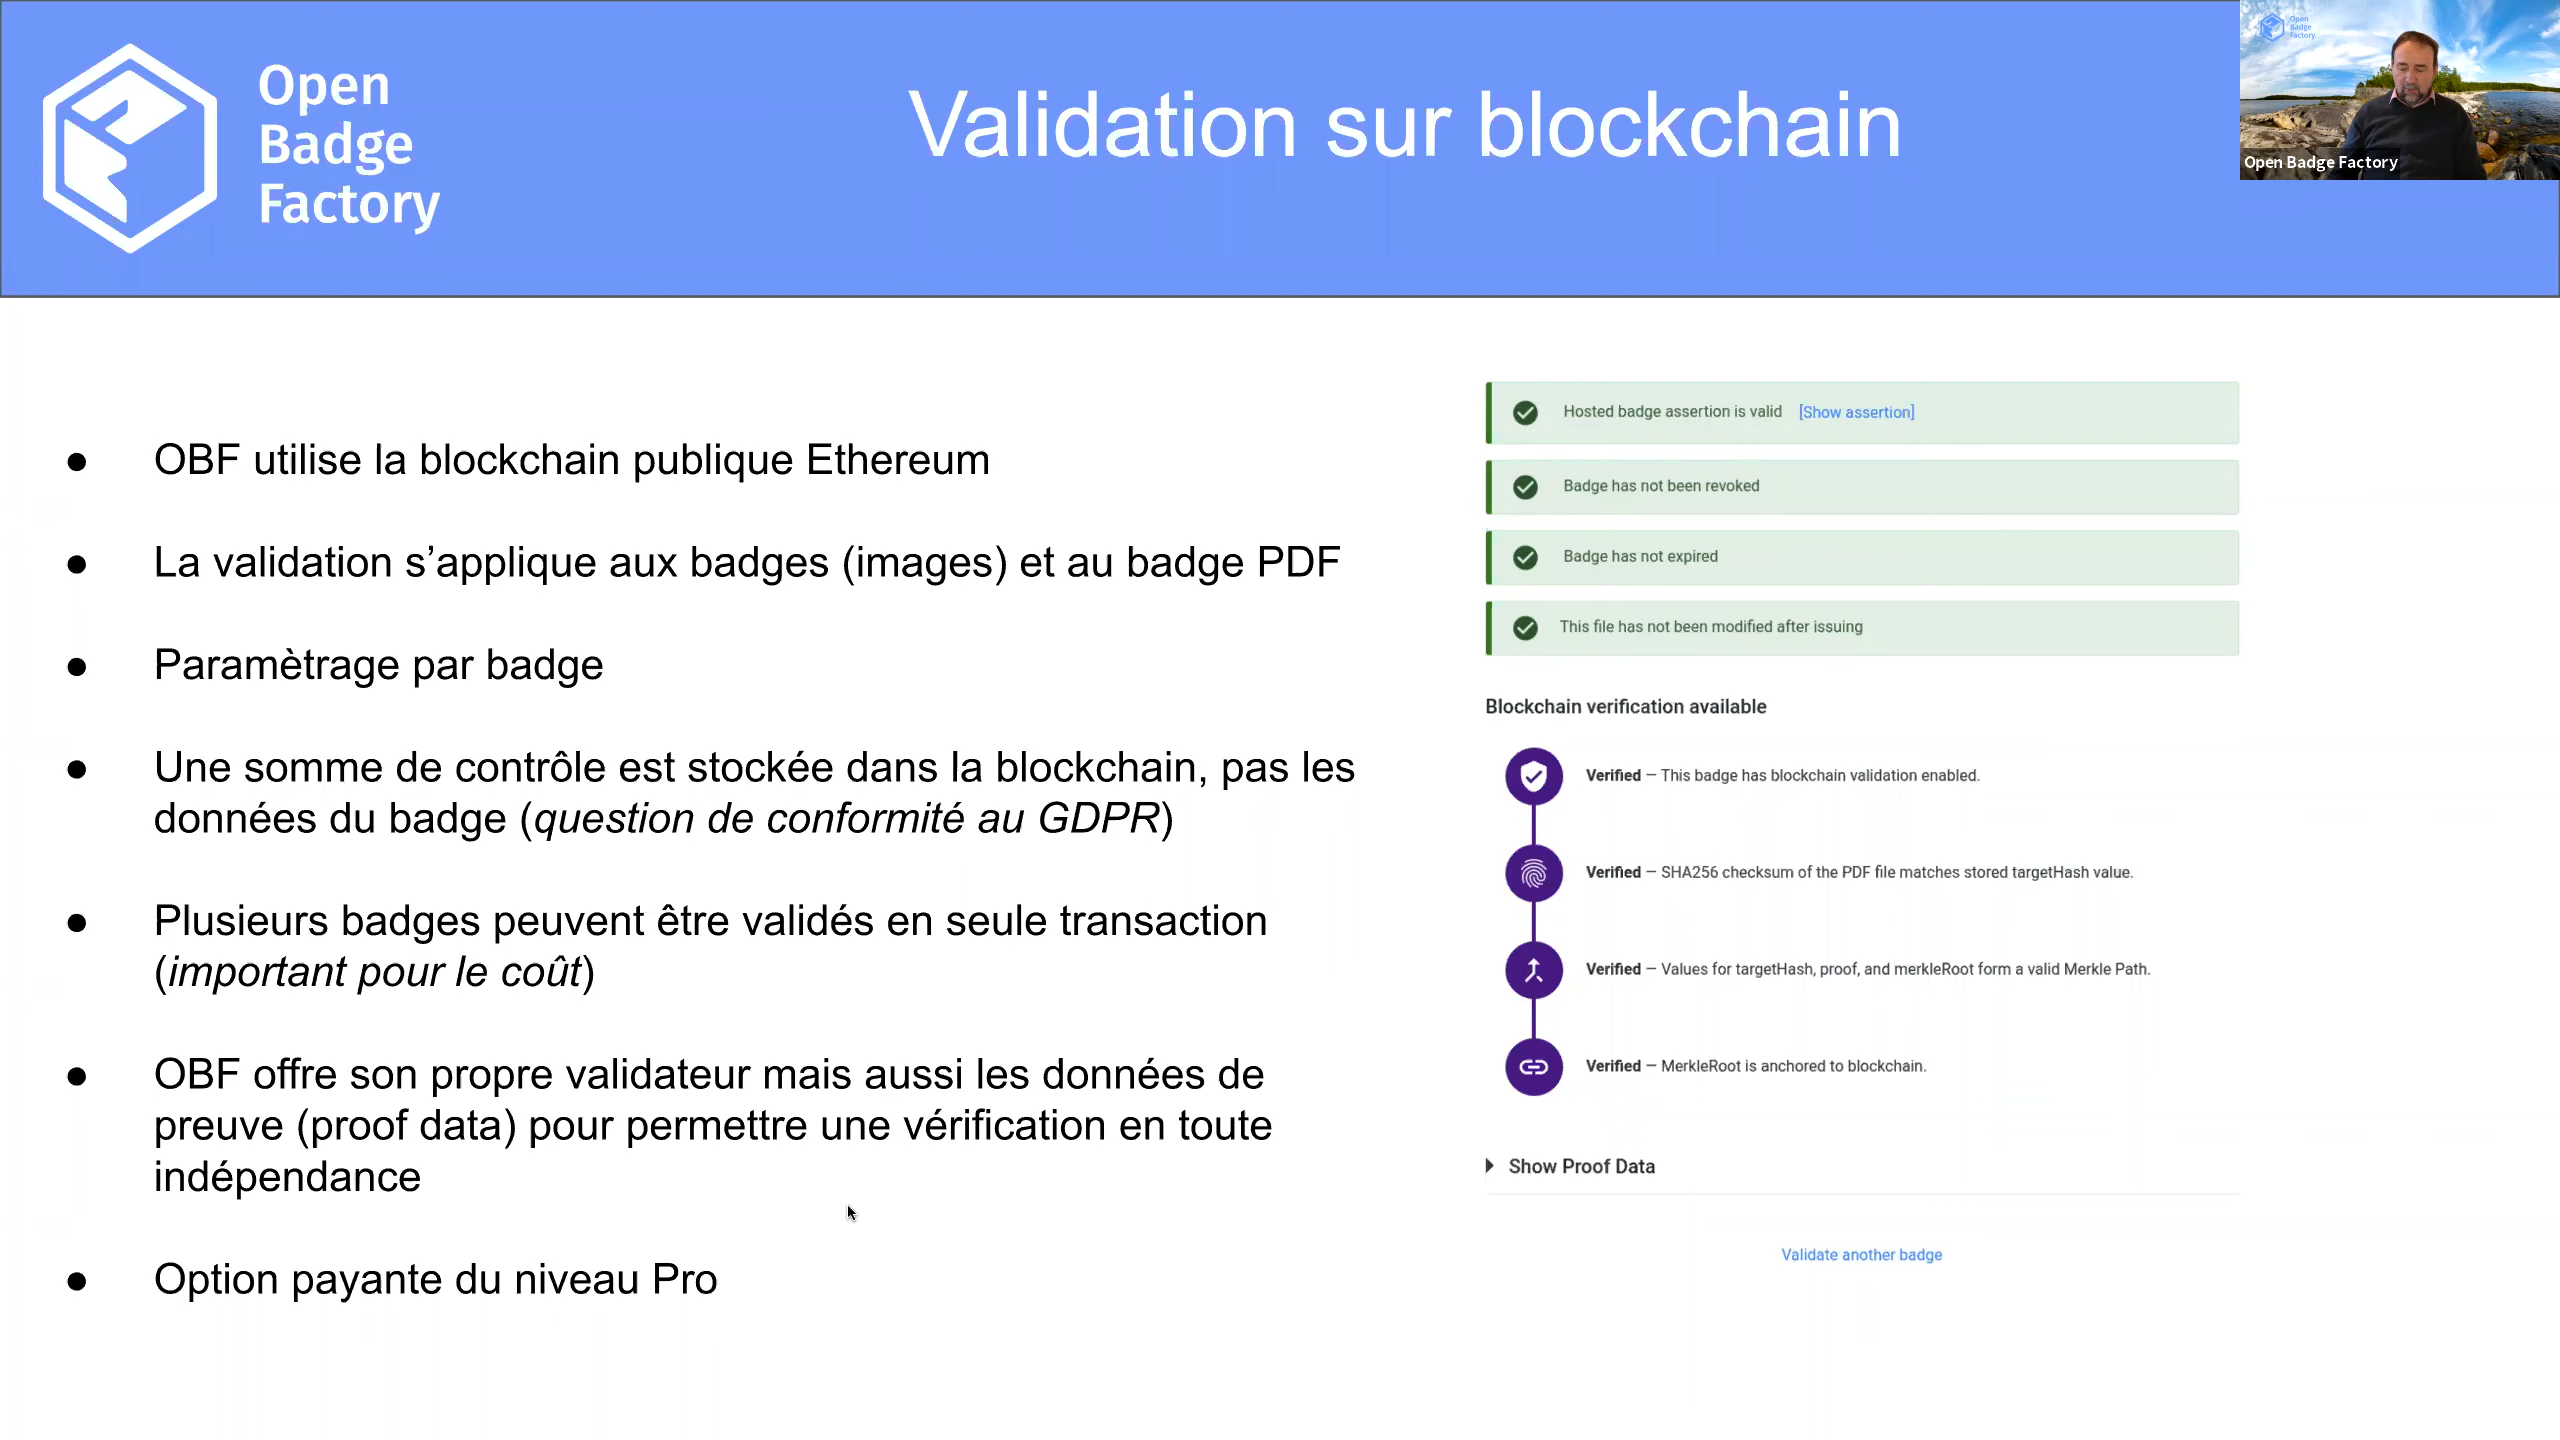 Open
Badge
Factory
Validation sur blockchain
Open
Badge
Factory
Open Badge Factory
● OBF utilise la blockchain publique Ethereum
● La validation s’applique aux badges (images) et au badge PDF
● Paramètrage par badge
● Une somme de contrôle est stockée dans la blockchain, pas les
données du badge (question de conformité au GDPR)
● Plusieurs badges peuvent être validés en seule transaction
(important pour le coût)
● OBF offre son propre validateur mais aussi les données de
preuve (proof data) pour permettre une vérification en toute
indépendance
● Option payante du niveau Pro
Hosted badge assertion is valid [Show assertion]
Badge has not been revoked
Badge has not expired
This file has not been modified after issuing
Blockchain verification available
Verified – This badge has blockchain validation enabled.
Verified – SHA256 checksum of the PDF file matches stored targetHash value.
Verified – Values for targetHash, proof, and merkleRoot form a valid Merkle Path.
Verified – MerkleRoot is anchored to blockchain.
Show Proof Data
Validate another badge